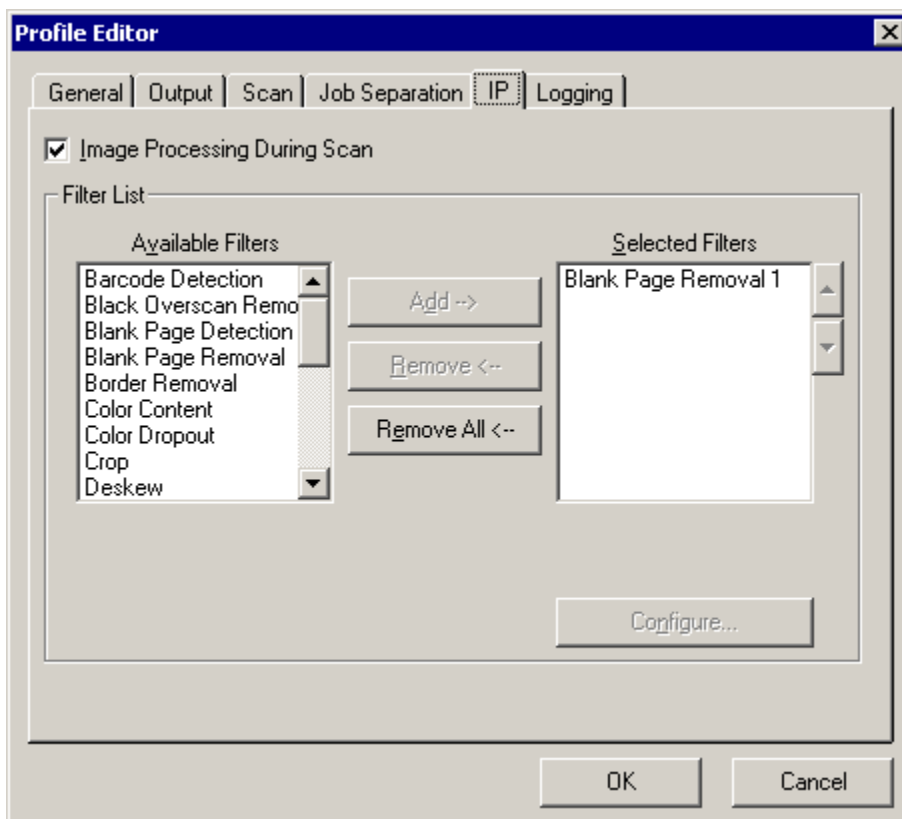 Profile Editor
General Output Scan Job Separation IP Logging
Image Processing During Scan
Filter List
Available Filters
Barcode Detection
Black Overscan Remo
Blank Page Detection
Blank Page Removal
Border Removal
Color Content
Color Dropout
Crop
Deskew
Add -->
Remove <--
Remove All <--
Selected Filters
Blank Page Removal 1
Configure...
OK Cancel